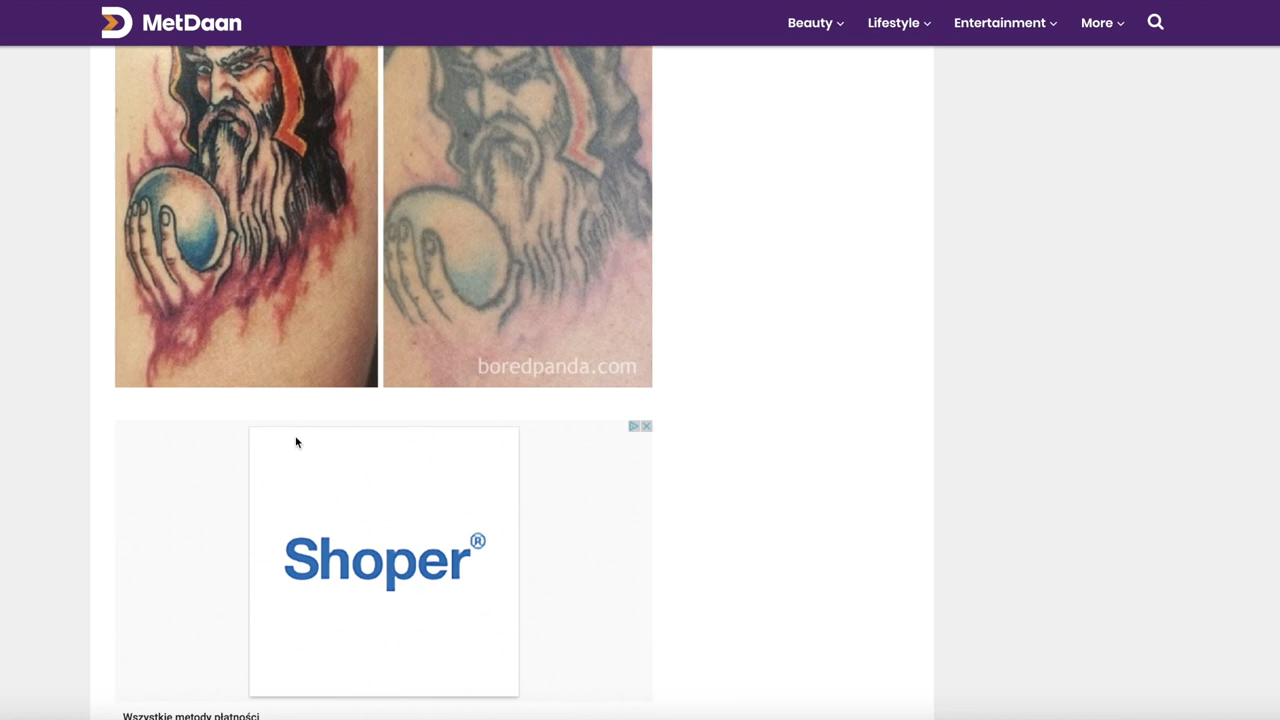 MetDaan
Beauty Lifestyle Entertainment More
boredpanda.com
Shoper®
Wszystkie metody płatności